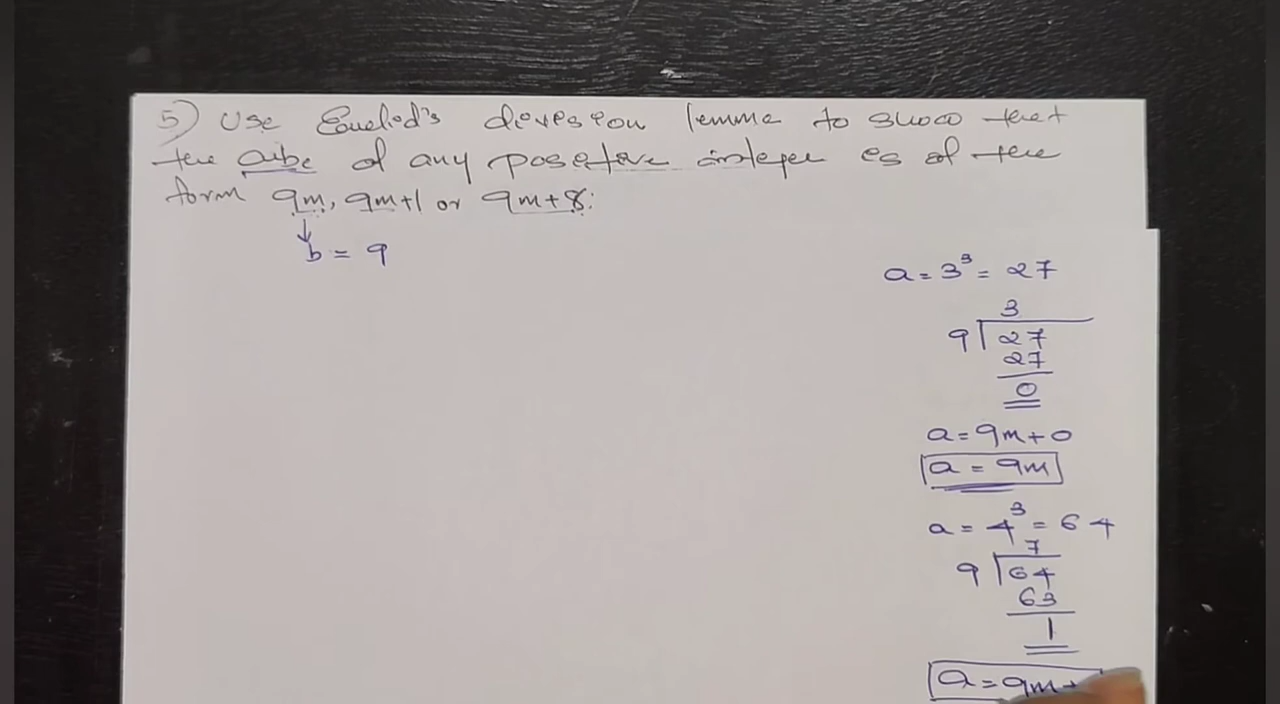 5) Use Euclid's division lemma to show that
the cube of any positive integer is of the
form 9m, 9m+1 or 9m+8.
b = 9
a = 3³ = 27
3
9 27
27
0
a = 9m+0
a = 9m
a = 4³ = 64
7
9 64
63
1
a = 9m+